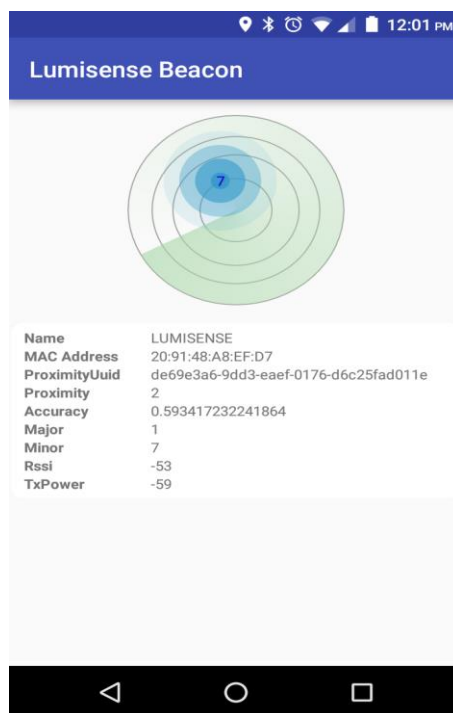 12:01 PM
Lumisense Beacon
7
Name LUMISENSE
MAC Address 20:91:48:A8:EF:D7
ProximityUuid de69e3a6-9dd3-eaef-0176-d6c25fad011e
Proximity 2
Accuracy 0.593417232241864
Major 1
Minor 7
Rssi -53
TxPower -59